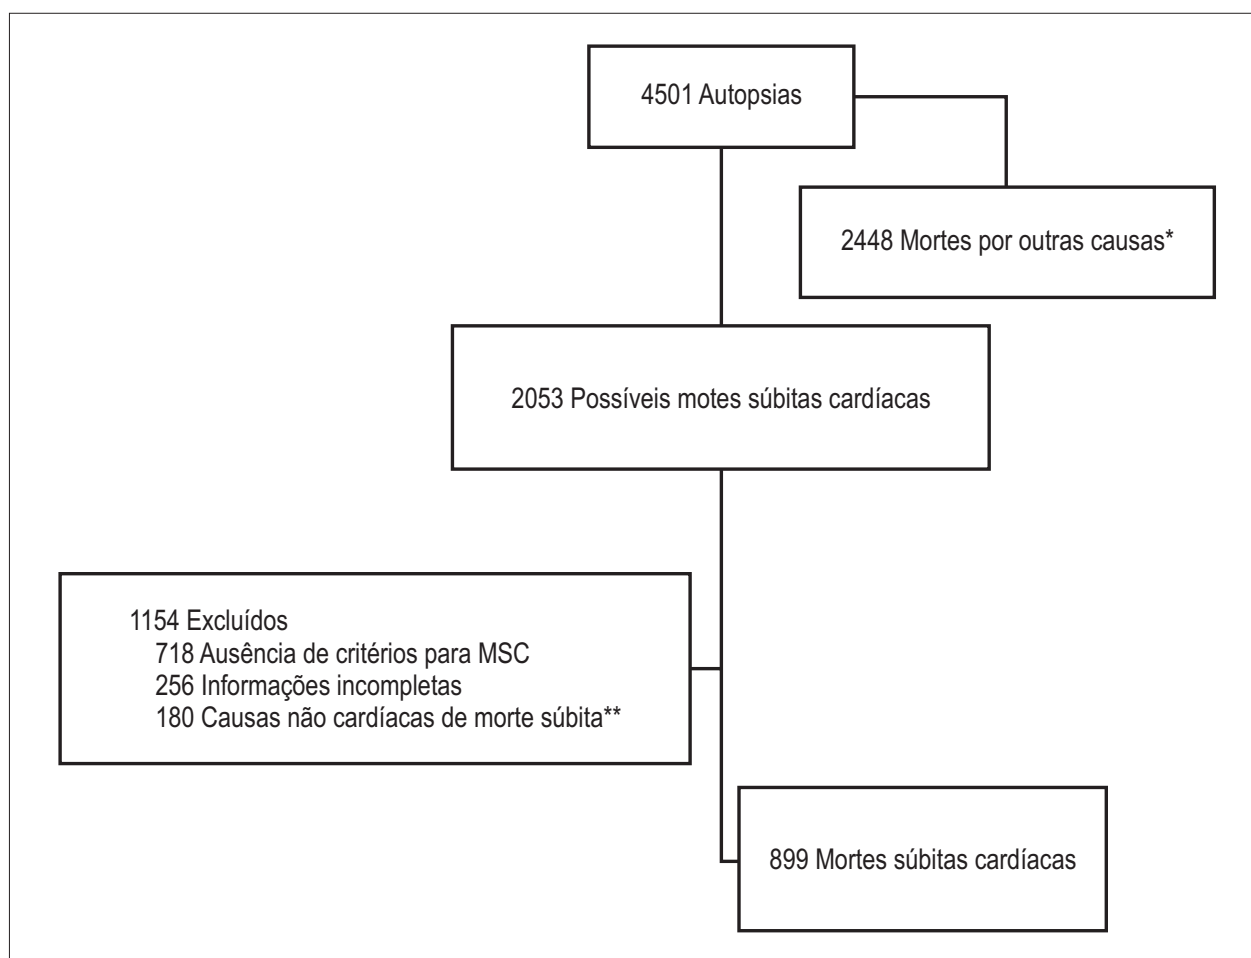 4501 Autopsias
2448 Mortes por outras causas*
2053 Possíveis motes súbitas cardíacas
1154 Excluídos
718 Ausência de critérios para MSC
256 Informações incompletas
180 Causas não cardíacas de morte súbita**
899 Mortes súbitas cardíacas